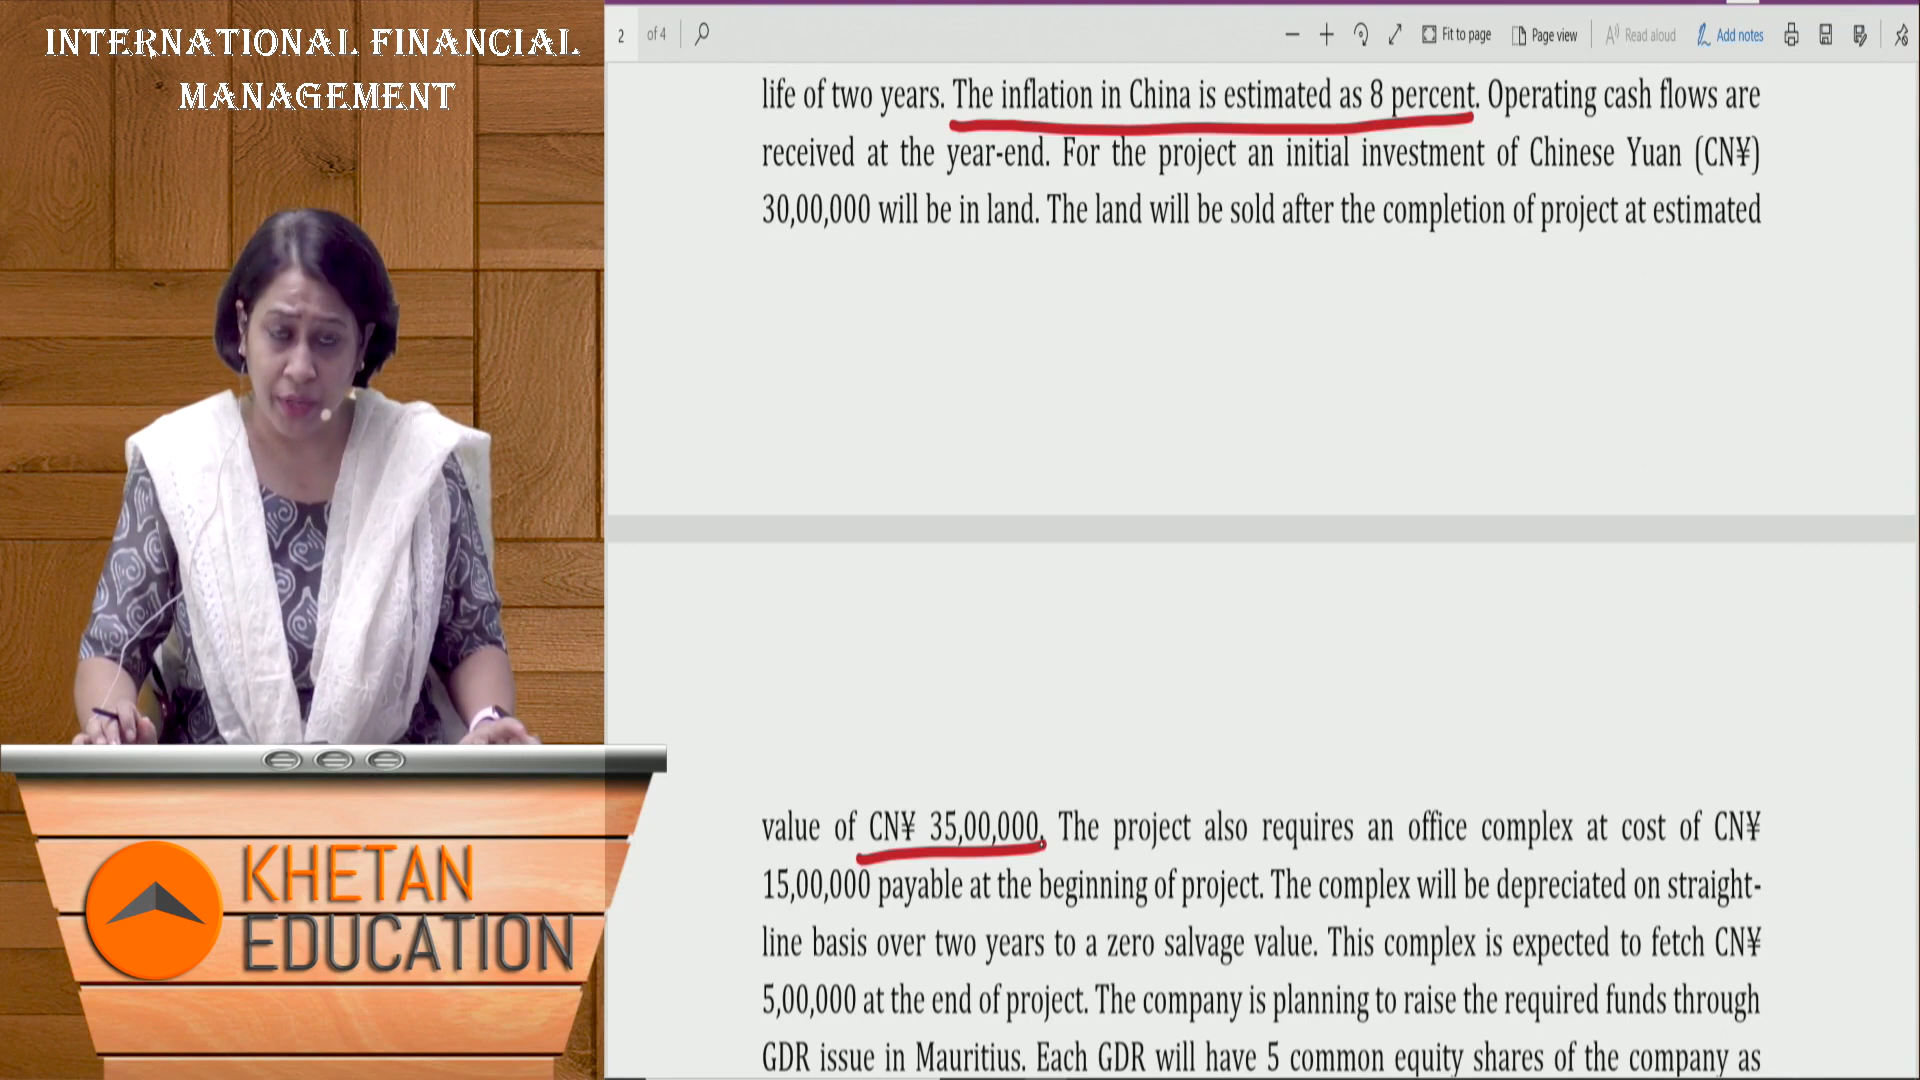 INTERNATIONAL FINANCIAL
MANAGEMENT
2 of 4
Fit to page
Page view
Read aloud
Add notes
life of two years. The inflation in China is estimated as 8 percent. Operating cash flows are
received at the year-end. For the project an initial investment of Chinese Yuan (CN¥)
30,00,000 will be in land. The land will be sold after the completion of project at estimated
value of CN¥ 35,00,000. The project also requires an office complex at cost of CN¥
15,00,000 payable at the beginning of project. The complex will be depreciated on straight-
line basis over two years to a zero salvage value. This complex is expected to fetch CN¥
5,00,000 at the end of project. The company is planning to raise the required funds through
GDR issue in Mauritius. Each GDR will have 5 common equity shares of the company as
KHETAN
EDUCATION